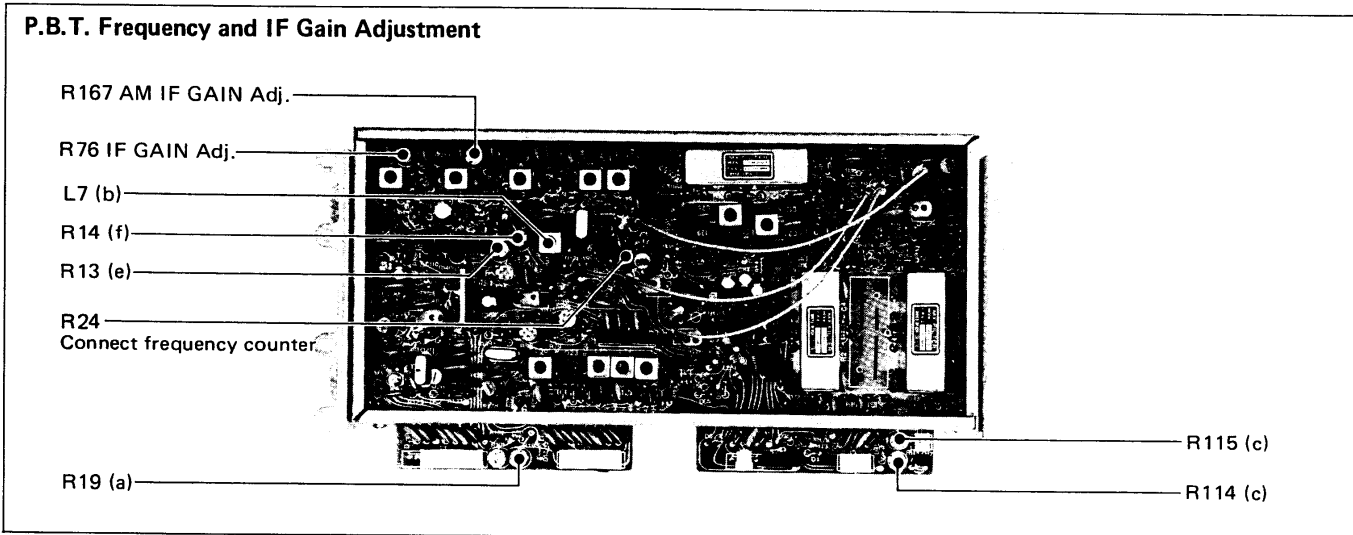 P.B.T. Frequency and IF Gain Adjustment
R167 AM IF GAIN Adj.
R76 IF GAIN Adj.
L7 (b)
R14 (f)
R13 (e)
R24
Connect frequency counter.
R19 (a)
R115 (c)
R114 (c)